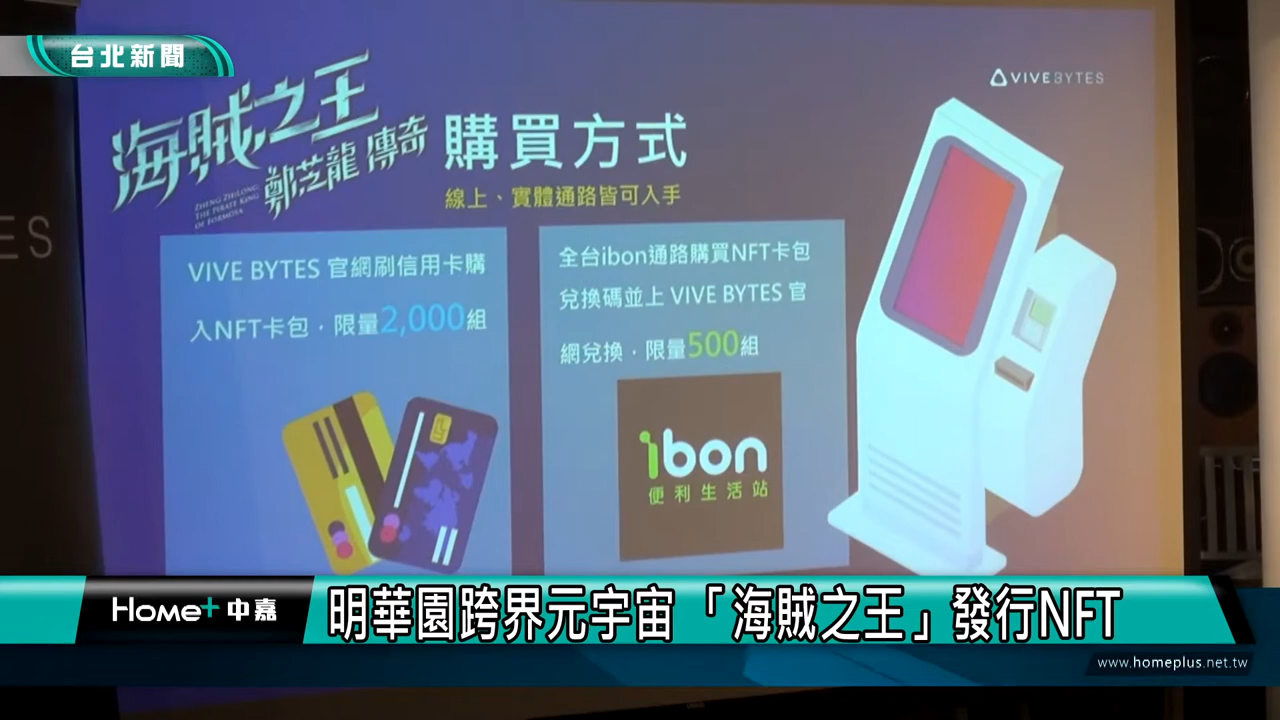 台北新聞
VIVEBYTES
海賊之王
鄭芝龍 傳奇
ZHENG ZHILONG:
THE PIRATE KING
OF FORMOSA
購買方式
線上、實體通路皆可入手
ES
VIVE BYTES 官網刷信用卡購
入NFT卡包，限量2,000組
全台ibon通路購買NFT卡包
兌換碼並上 VIVE BYTES 官
網兌換，限量500組
ibon
便利生活站
Home+中嘉
明華園跨界元宇宙「海賊之王」發行NFT
www.homeplus.net.tw